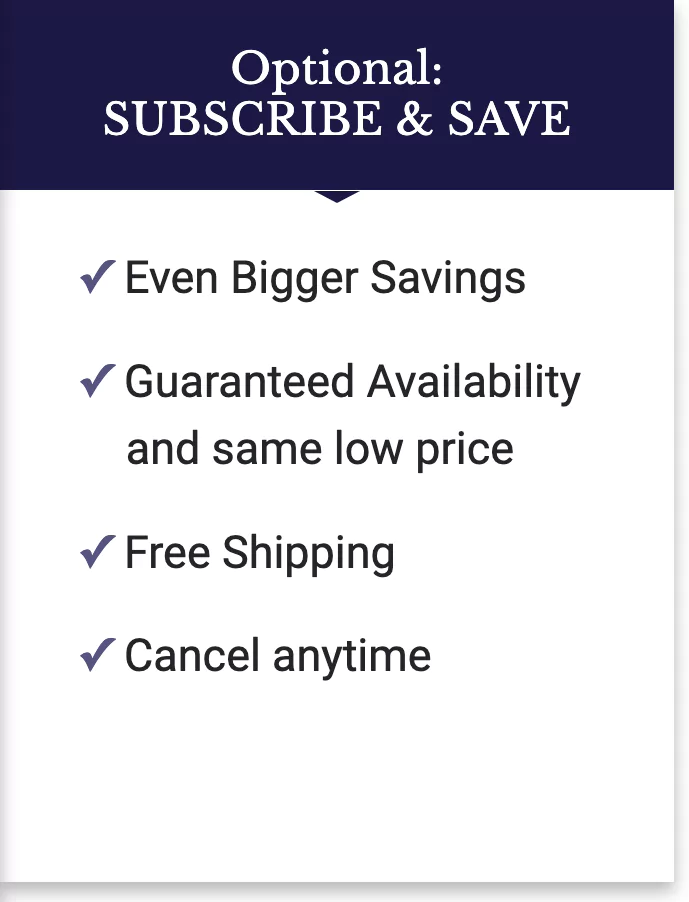 Optional:
SUBSCRIBE & SAVE
✓ Even Bigger Savings
✓ Guaranteed Availability
and same low price
✓ Free Shipping
✓ Cancel anytime